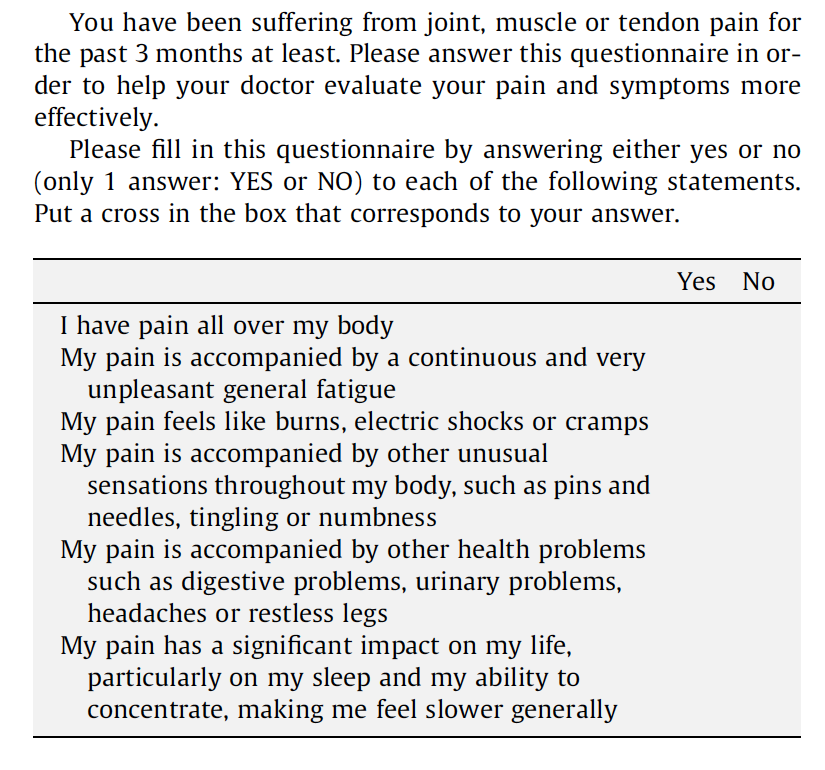 You have been suffering from joint, muscle or tendon pain for
the past 3 months at least. Please answer this questionnaire in or-
der to help your doctor evaluate your pain and symptoms more
effectively.
Please fill in this questionnaire by answering either yes or no
(only 1 answer: YES or NO) to each of the following statements.
Put a cross in the box that corresponds to your answer.
Yes No
I have pain all over my body
My pain is accompanied by a continuous and very
unpleasant general fatigue
My pain feels like burns, electric shocks or cramps
My pain is accompanied by other unusual
sensations throughout my body, such as pins and
needles, tingling or numbness
My pain is accompanied by other health problems
such as digestive problems, urinary problems,
headaches or restless legs
My pain has a significant impact on my life,
particularly on my sleep and my ability to
concentrate, making me feel slower generally